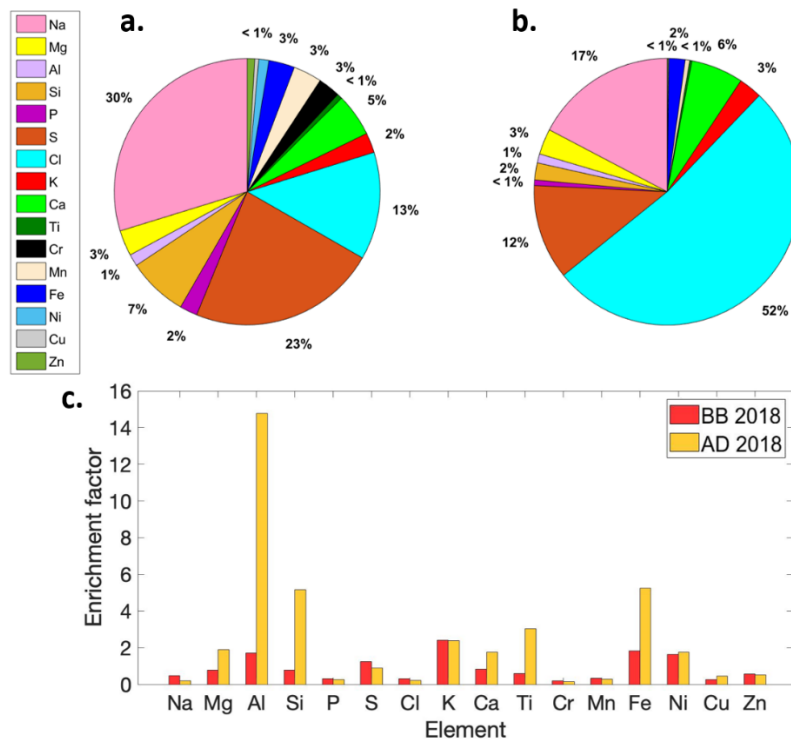 a.
b.
Na
Mg
Al
Si
P
S
Cl
K
Ca
Ti
Cr
Mn
Fe
Ni
Cu
Zn
< 1%
3%
3%
3%
< 1%
5%
2%
13%
23%
2%
7%
1%
3%
30%
2%
< 1%
< 1%
6%
3%
52%
12%
< 1%
2%
1%
3%
17%
c.
16
14
12
10
8
6
4
2
0
Enrichment factor
BB 2018
AD 2018
Na Mg Al Si P S Cl K Ca Ti Cr Mn Fe Ni Cu Zn
Element